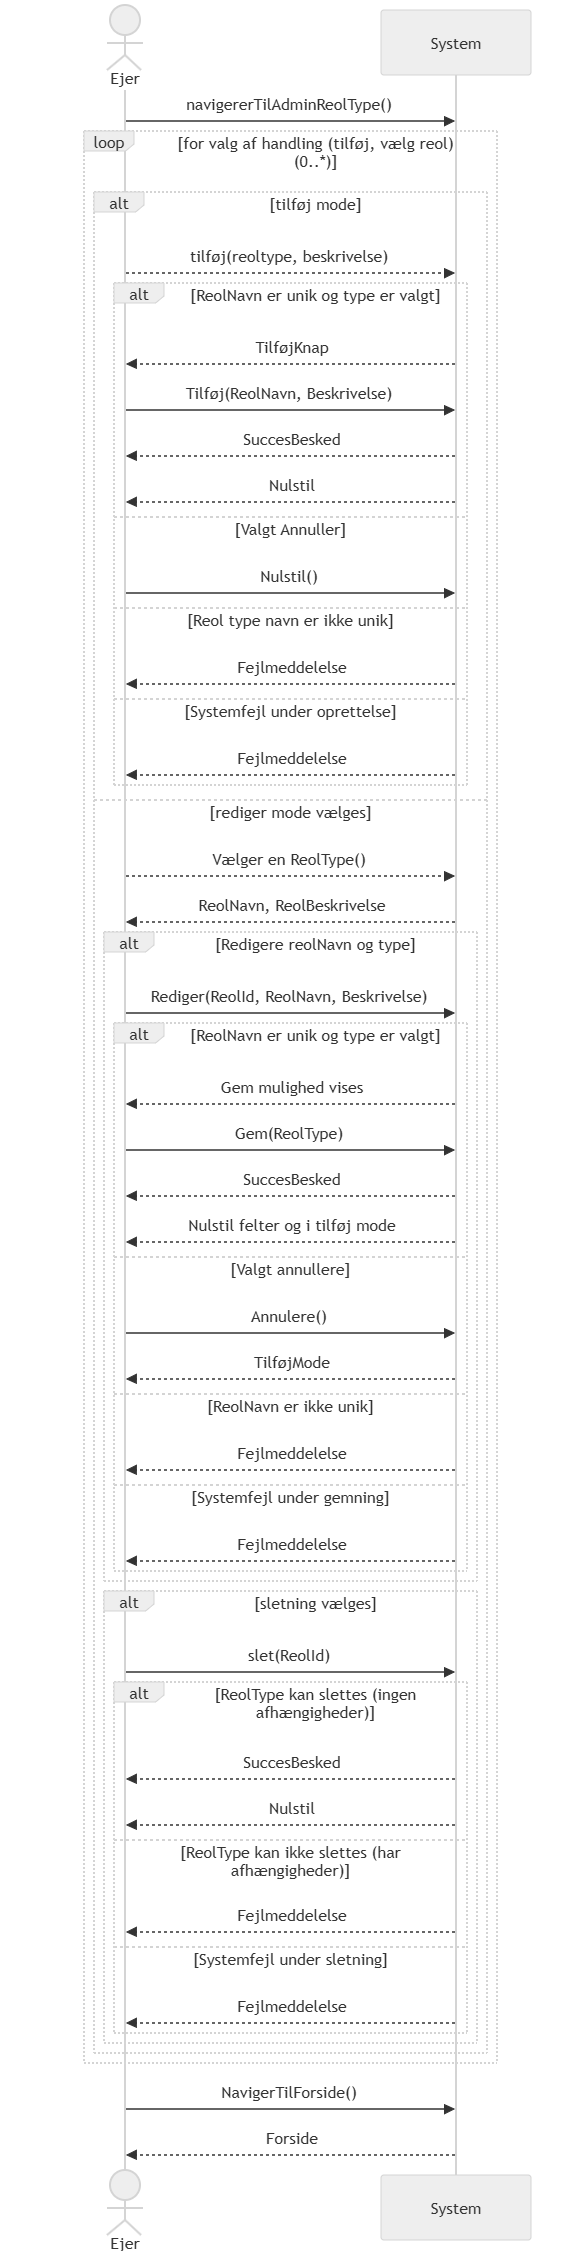 Ejer
System
navigererTilAdminReolType()
loop
[for valg af handling (tilføj, vælg reol)
(0..*)]
alt
[tilføj mode]
tilføj(reoltype, beskrivelse)
alt
[ReolNavn er unik og type er valgt]
TilføjKnap
Tilføj(ReolNavn, Beskrivelse)
SuccesBesked
Nulstil
[Valgt Annuller]
Nulstil()
[Reol type navn er ikke unik]
Fejlmeddelelse
[Systemfejl under oprettelse]
Fejlmeddelelse
[rediger mode vælges]
Vælger en ReolType()
ReolNavn, ReolBeskrivelse
alt
[Redigere reolNavn og type]
Rediger(ReolId, ReolNavn, Beskrivelse)
alt
[ReolNavn er unik og type er valgt]
Gem mulighed vises
Gem(ReolType)
SuccesBesked
Nulstil felter og i tilføj mode
[Valgt annullere]
Annulere()
TilføjMode
[ReolNavn er ikke unik]
Fejlmeddelelse
[Systemfejl under gemning]
Fejlmeddelelse
alt
[sletning vælges]
slet(ReolId)
alt
[ReolType kan slettes (ingen
afhængigheder)]
SuccesBesked
Nulstil
[ReolType kan ikke slettes (har
afhængigheder)]
Fejlmeddelelse
[Systemfejl under sletning]
Fejlmeddelelse
NavigerTilForside()
Forside
Ejer
System